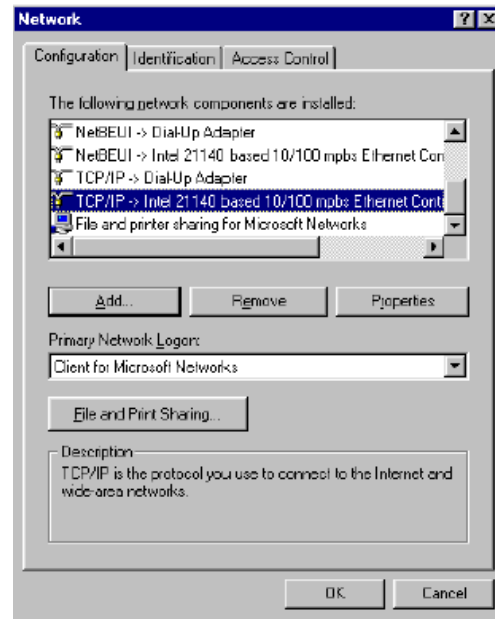 Network
Configuration Identification Access Control
The following network components are installed:
NetBEUI -> Dial-Up Adapter
NetBEUI -> Intel 21140 based 10/100 mpbs Ethernet Con
TCP/IP -> Dial-Up Adapter
TCP/IP -> Intel 21140 based 10/100 mpbs Ethernet Cont
File and printer sharing for Microsoft Networks
Add... Remove Properties
Primary Network Logon:
Client for Microsoft Networks
File and Print Sharing...
Description
TCP/IP is the protocol you use to connect to the Internet and
wide-area networks.
OK Cancel